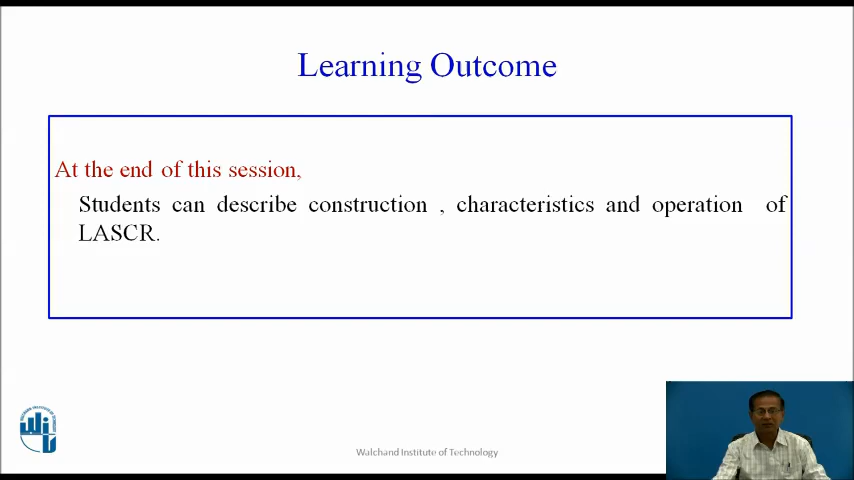 Learning Outcome
At the end of this session,
Students can describe construction , characteristics and operation of
LASCR.
Walchand Institute of Technology